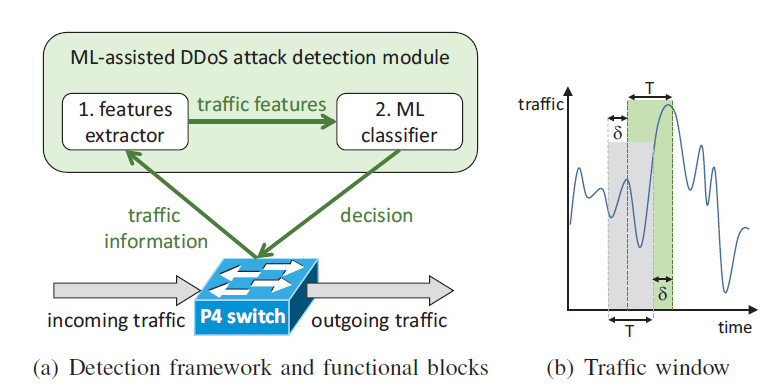 ML-assisted DDoS attack detection module
1. features
extractor
traffic features
2. ML
classifier
traffic
information
decision
incoming traffic
P4 switch
outgoing traffic
(a) Detection framework and functional blocks
traffic
T
δ
δ
T
time
(b) Traffic window